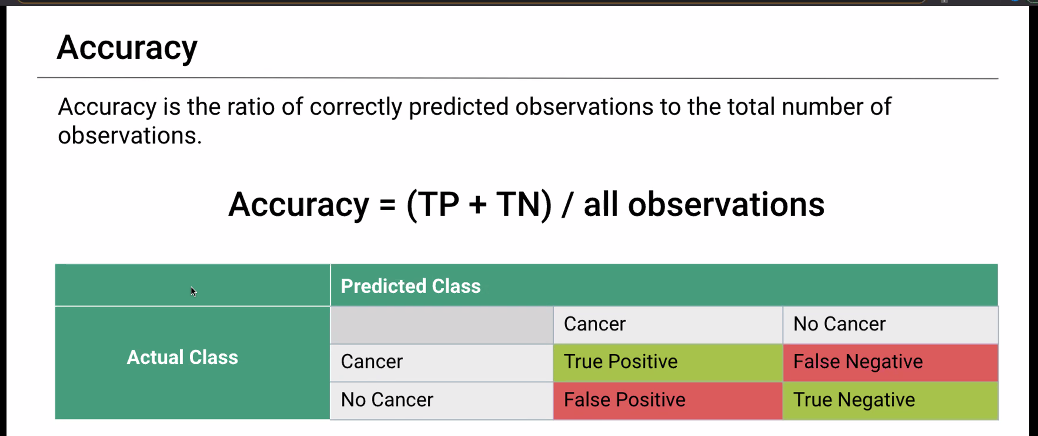 Accuracy
Accuracy is the ratio of correctly predicted observations to the total number of
observations.
Accuracy = (TP + TN) / all observations
Predicted Class
Cancer No Cancer
Actual Class
Cancer True Positive False Negative
No Cancer False Positive True Negative